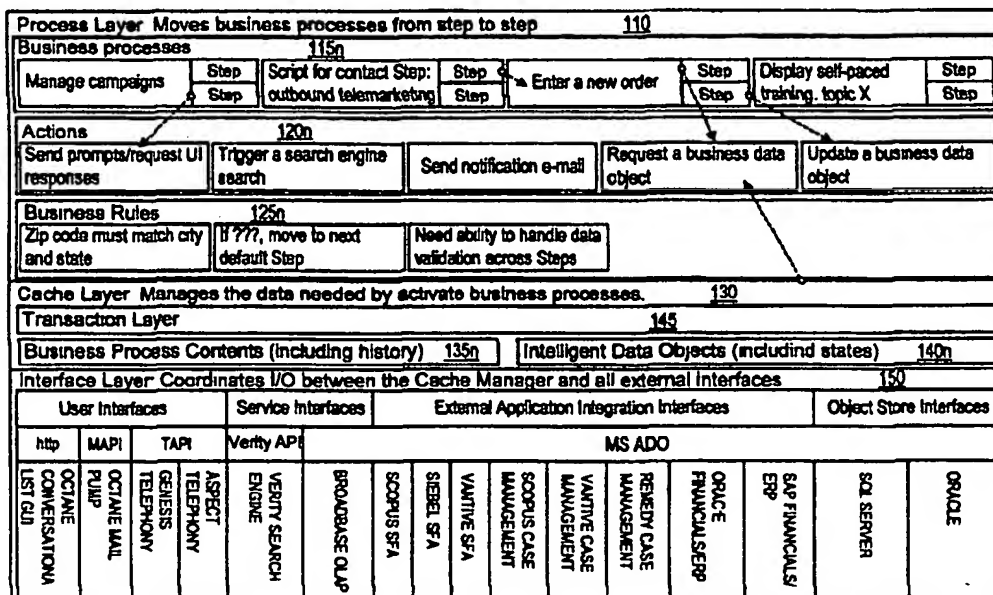 Process Layer Moves business processes from step to step 110
Business processes 115n
Manage campaigns
Step
Step
Script for contact Step:
outbound telemarketing
Step
Step
Enter a new order
Step
Step
Display self-paced
training. topic X
Step
Step
Actions 120n
Send prompts/request UI
responses
Trigger a search engine
search
Send notification e-mail
Request a business data
object
Update a business data
object
Business Rules 125n
Zip code must match city
and state
If ???, move to next
default Step
Need ability to handle data
validation across Steps
Cache Layer Manages the data needed by activate business processes. 130
Transaction Layer 145
Business Process Contents (including history) 135n
Intelligent Data Objects (includind states) 140n
Interface Layer Coordinates I/O between the Cache Manager and all external Interfaces 150
User Interfaces
Service Interfaces
External Application Integration Interfaces
Object Store Interfaces
http
MAPI
TAPI
Verity API
MS ADO
OCTANE
CONVERSATIONA
LIST GUI
OCTANE MAIL
PUMP
GENESIS
TELEPHONY
ASPECT
TELEPHONY
VERITY SEARCH
ENGINE
BROADBASE OLAP
SCOPUS SFA
SIEBEL SFA
VANTIVE SFA
SCOPUS CASE
MANAGEMENT
VANTIVE CASE
MANAGEMENT
REMEDY CASE
MANAGEMENT
ORAC'E
FINANCIALS/ERP
SAP FINANCIALS/
ERP
SQL SERVER
ORACLE